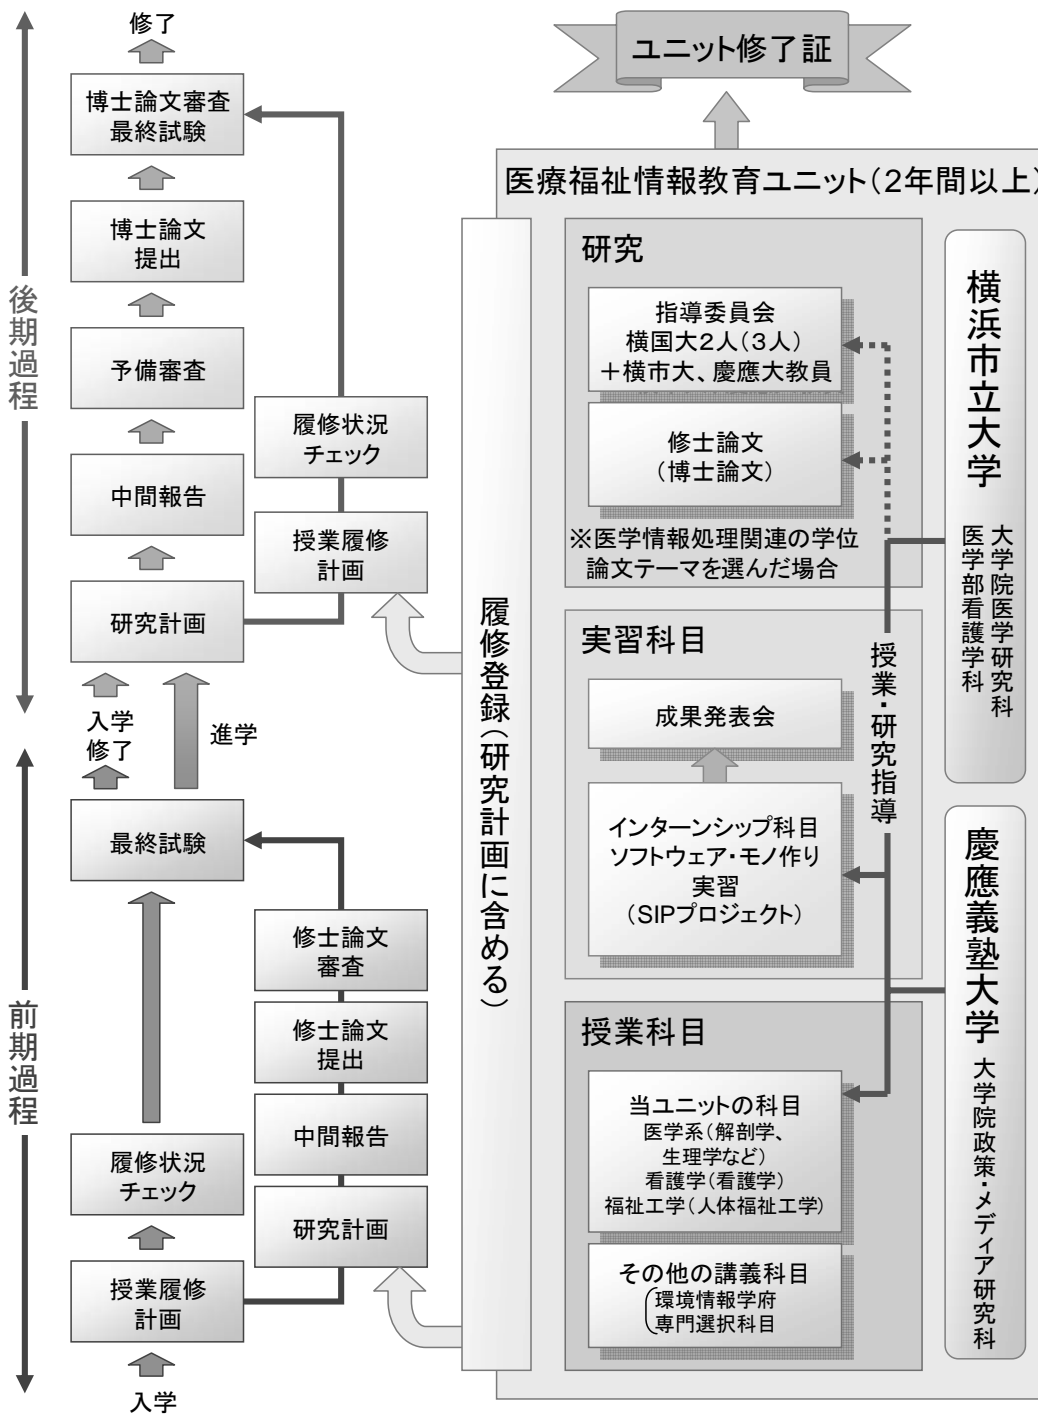 修了
博士論文審査
最終試験
博士論文
提出
予備審査
中間報告
研究計画
履修状況
チェック
授業履修
計画
後期過程
入学
修了
進学
最終試験
修士論文
審査
修士論文
提出
中間報告
研究計画
履修状況
チェック
授業履修
計画
入学
前期過程
履修登録（研究計画に含める）
ユニット修了証
医療福祉情報教育ユニット（2年間以上）
研究
指導委員会
横国大2人（3人）
＋横市大、慶應大教員
修士論文
（博士論文）
※医学情報処理関連の学位
論文テーマを選んだ場合
実習科目
成果発表会
インターンシップ科目
ソフトウェア・モノ作り
実習
（SIPプロジェクト）
授業科目
当ユニットの科目
医学系（解剖学、
生理学など）
看護学（看護学）
福祉工学（人体福祉工学）
その他の講義科目
環境情報学府
専門選択科目
授業・研究指導
横浜市立大学
大学院医学研究科
医学部看護学科
慶應義塾大学
大学院政策・メディア研究科